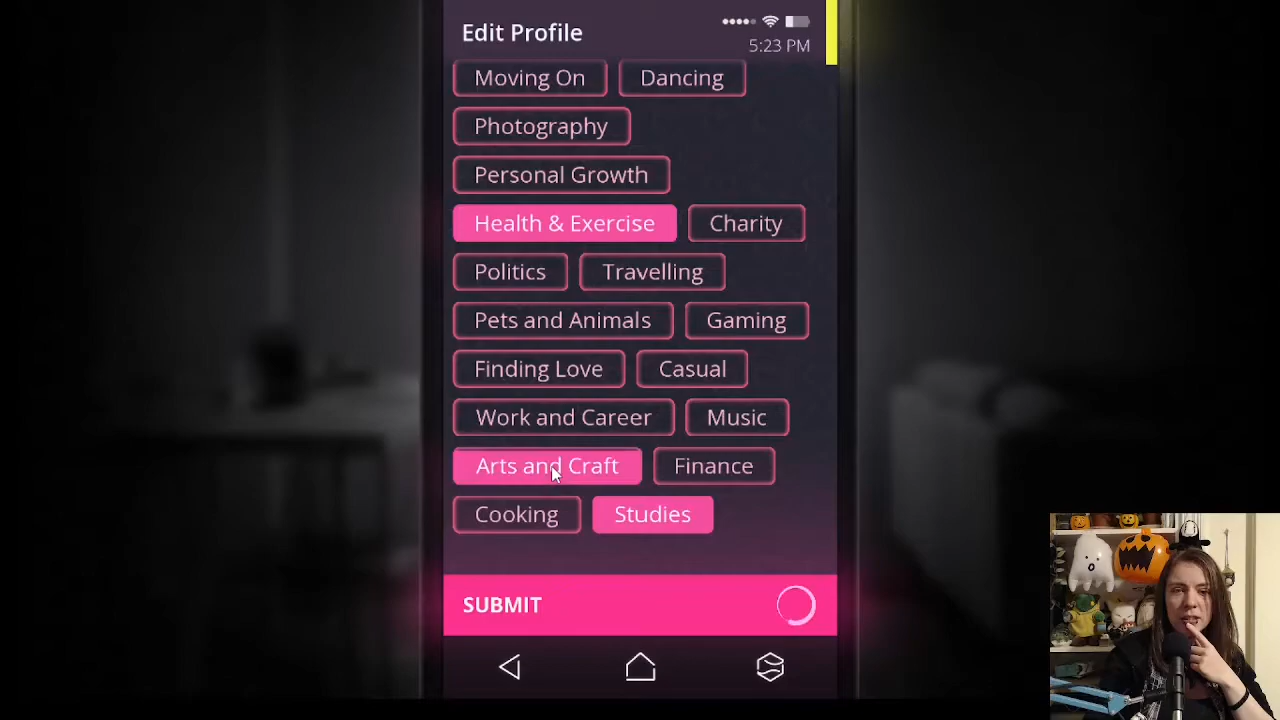 Edit Profile
5:23 PM
Moving On Dancing
Photography
Personal Growth
Health & Exercise Charity
Politics Travelling
Pets and Animals Gaming
Finding Love Casual
Work and Career Music
Arts and Craft Finance
Cooking Studies
SUBMIT